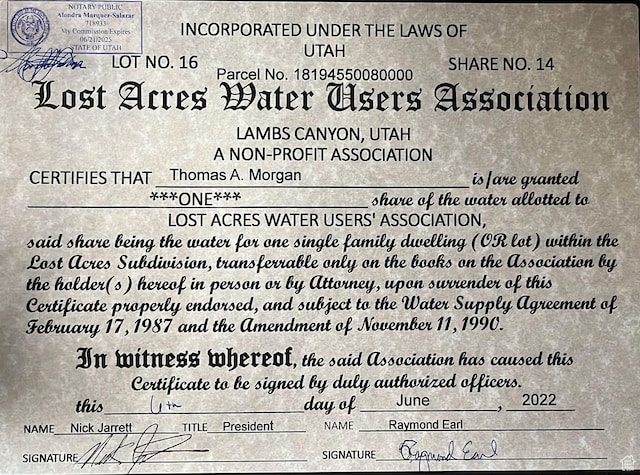 NOTARY PUBLIC
Alondra Marquez-Salazar
718933
My Commission Expires
06/21/2025
STATE OF UTAH
INCORPORATED UNDER THE LAWS OF
UTAH
LOT NO. 16
SHARE NO. 14
Parcel No. 18194550080000
Lost Acres Water Users Association
LAMBS CANYON, UTAH
A NON-PROFIT ASSOCIATION
CERTIFIES THAT Thomas A. Morgan is/are granted
***ONE*** share of the water allotted to
LOST ACRES WATER USERS' ASSOCIATION,
said share being the water for one single family dwelling (OR lot) within the
Lost Acres Subdivision, transferrable only on the books on the Association by
the holder(s) hereof in person or by Attorney, upon surrender of this
Certificate properly endorsed, and subject to the Water Supply Agreement of
February 17, 1987 and the Amendment of November 11, 1990.
In witness whereof, the said Association has caused this
Certificate to be signed by duly authorized officers.
this 6th day of June, 2022
NAME Nick Jarrett TITLE President NAME Raymond Earl
SIGNATURE SIGNATURE Raymond Earl